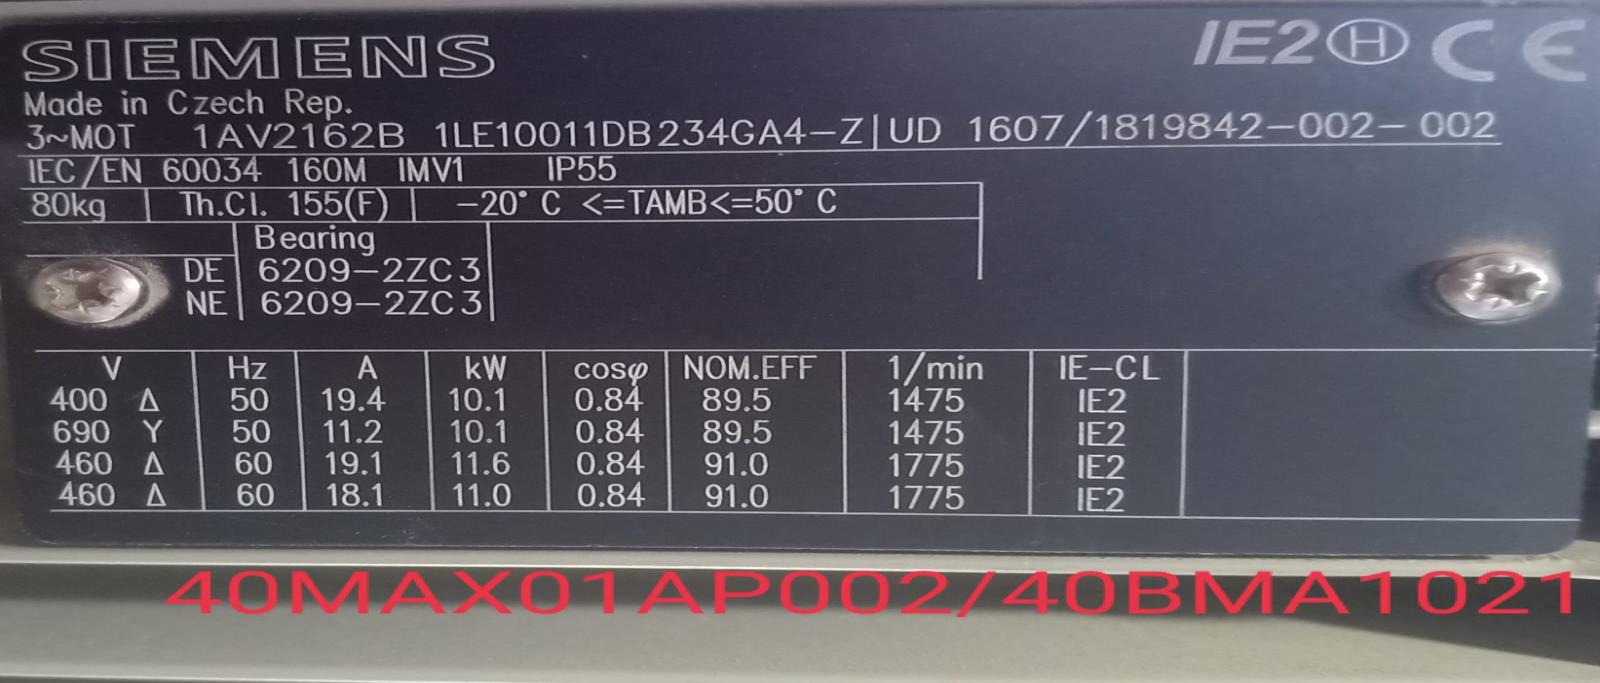 SIEMENS
IE2 Ⓗ CE
Made in Czech Rep.
3~MOT 1AV2162B 1LE10011DB234GA4-Z|UD 1607/1819842-002-002
IEC/EN 60034 160M IMV1 IP55
80kg | Th.Cl. 155(F) | -20° C <=TAMB<=50° C
Bearing
DE 6209-2ZC3
NE 6209-2ZC3
V Hz A kW cosφ NOM.EFF 1/min IE-CL
400 Δ 50 19.4 10.1 0.84 89.5 1475 IE2
690 Y 50 11.2 10.1 0.84 89.5 1475 IE2
460 Δ 60 19.1 11.6 0.84 91.0 1775 IE2
460 Δ 60 18.1 11.0 0.84 91.0 1775 IE2
40MAX01AP002/40BMA1021